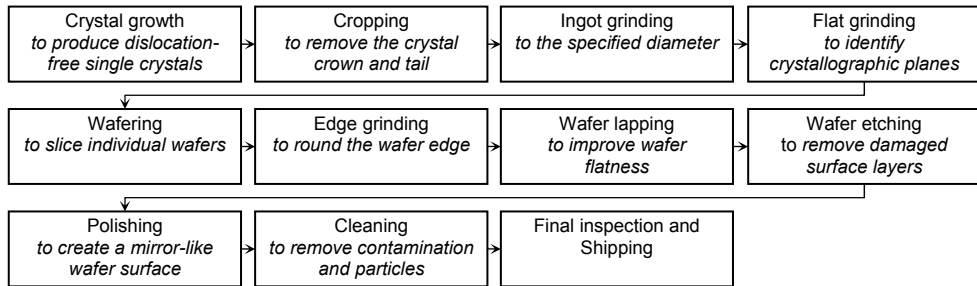 Crystal growth
to produce dislocation-
free single crystals
Cropping
to remove the crystal
crown and tail
Ingot grinding
to the specified diameter
Flat grinding
to identify
crystallographic planes
Wafering
to slice individual wafers
Edge grinding
to round the wafer edge
Wafer lapping
to improve wafer
flatness
Wafer etching
to remove damaged
surface layers
Polishing
to create a mirror-like
wafer surface
Cleaning
to remove contamination
and particles
Final inspection and
Shipping